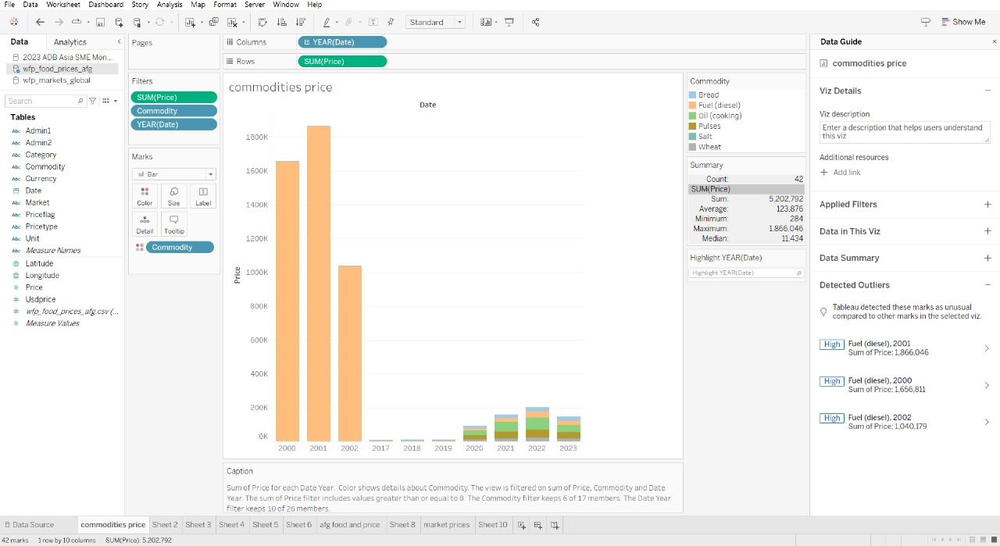 File Data Worksheet Dashboard Story Analysis Map Format Server Window Help
Standard
Show Me
Data Analytics
2023 ADB Asia SME Mon...
wfp_food_prices_afg
wfp_markets_global
Search
Tables
Abc Admin1
Abc Admin2
Abc Category
Abc Commodity
Abc Currency
Date
Abc Market
Abc Priceflag
Abc Pricetype
Abc Unit
Abc Measure Names
Latitude
Longitude
# Price
# Usdprice
# wfp_food_prices_afg.csv (...
# Measure Values
Pages
Filters
SUM(Price)
Commodity
YEAR(Date)
Marks
Bar
Color Size Label
Detail Tooltip
Commodity
Columns YEAR(Date)
Rows SUM(Price)
commodities price
Date
Price
1800K
1600K
1400K
1200K
1000K
800K
600K
400K
200K
0K
2000 2001 2002 2017 2018 2019 2020 2021 2022 2023
Caption
Sum of Price for each Date Year. Color shows details about Commodity. The view is filtered on sum of Price, Commodity and Date
Year. The sum of Price filter includes values greater than or equal to 0. The Commodity filter keeps 6 of 17 members. The Date Year
filter keeps 10 of 26 members.
Commodity
Bread
Fuel (diesel)
Oil (cooking)
Pulses
Salt
Wheat
Summary
Count: 42
SUM(Price)
Sum: 5,202,792
Average: 123,876
Minimum: 284
Maximum: 1,866,046
Median: 11,434
Highlight YEAR(Date)
Highlight YEAR(Date)
Data Guide
commodities price
Viz Details
Viz description
Enter a description that helps users understand
this viz
Additional resources
+ Add link
Applied Filters
Data in This Viz
Data Summary
Detected Outliers
Tableau detected these marks as unusual
compared to other marks in the selected viz.
High Fuel (diesel), 2001
Sum of Price: 1,866,046
High Fuel (diesel), 2000
Sum of Price: 1,656,811
High Fuel (diesel), 2002
Sum of Price: 1,040,179
Data Source commodities price Sheet 2 Sheet 3 Sheet 4 Sheet 5 Sheet 6 afg food and price Sheet 8 market prices Sheet 10
42 marks 1 row by 10 columns SUM(Price): 5,202,792